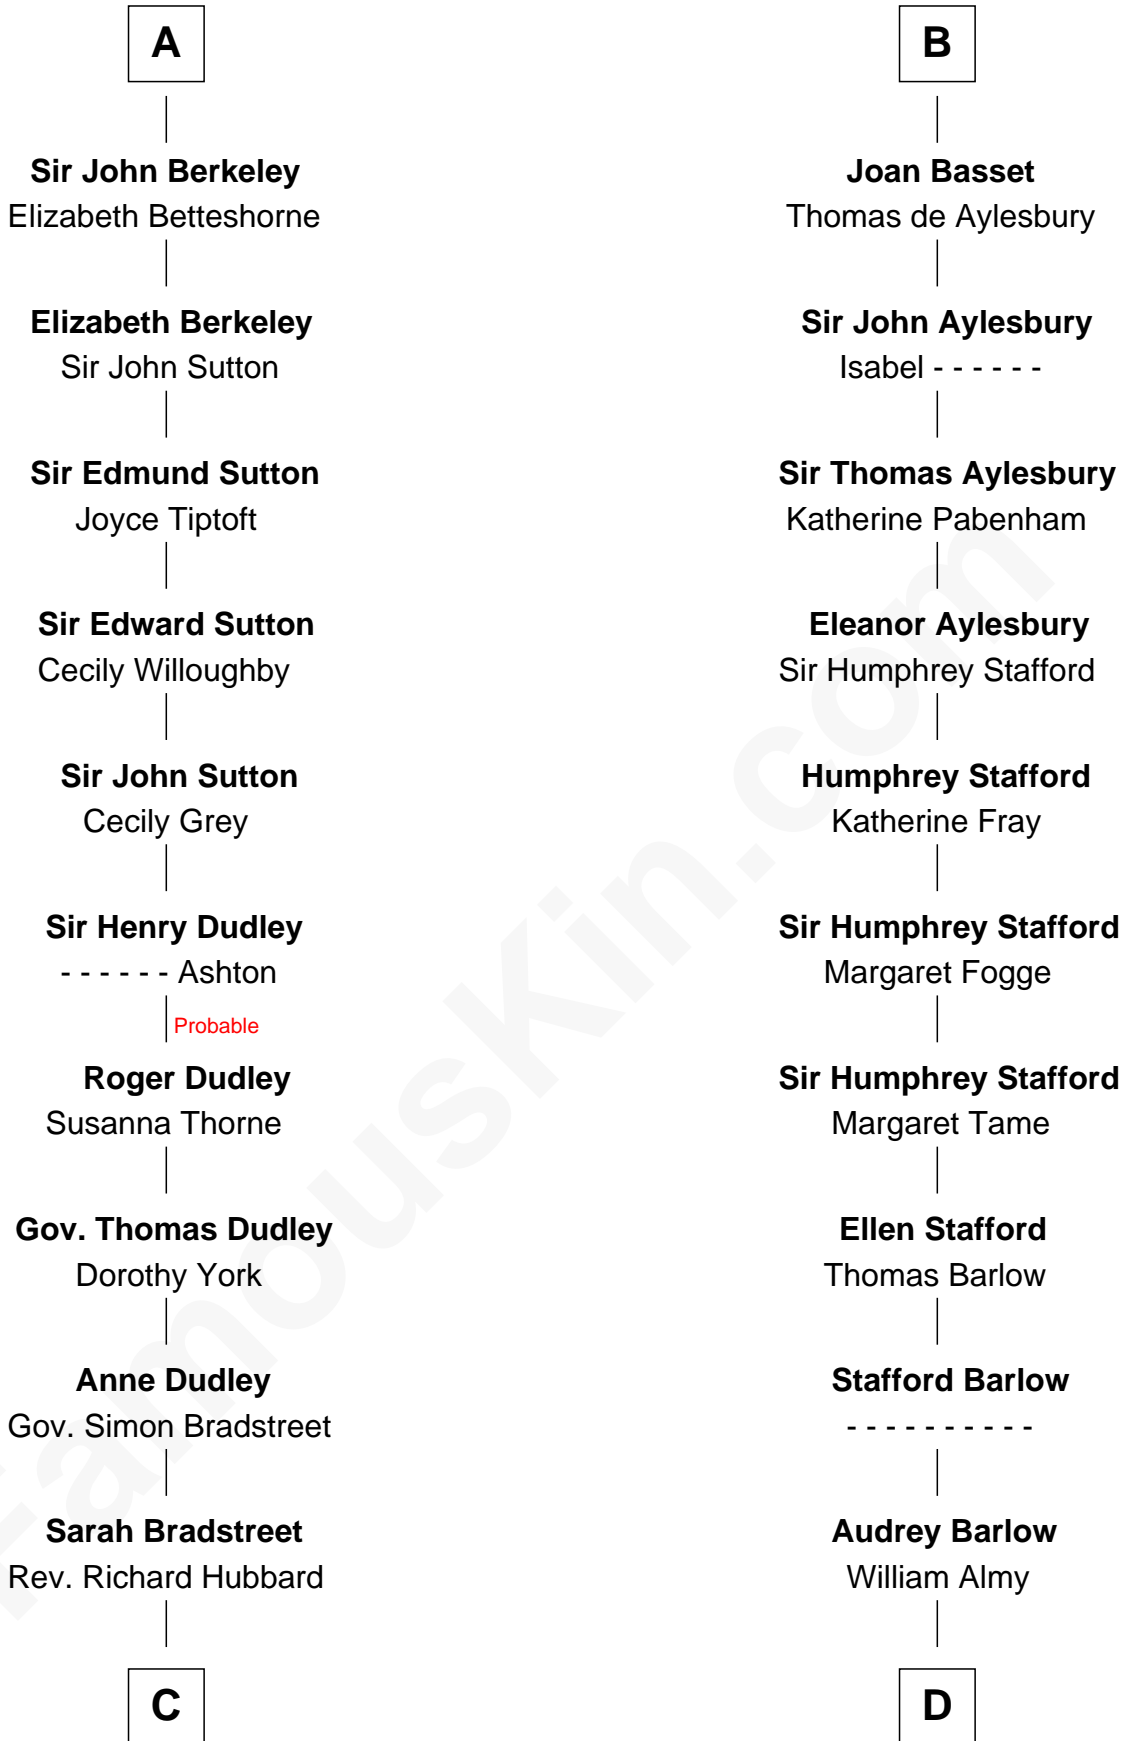 A
Sir John Berkeley
Elizabeth Betteshorne
Elizabeth Berkeley
Sir John Sutton
Sir Edmund Sutton
Joyce Tiptoft
Sir Edward Sutton
Cecily Willoughby
Sir John Sutton
Cecily Grey
Sir Henry Dudley
- - - - - - Ashton
Probable
Roger Dudley
Susanna Thorne
Gov. Thomas Dudley
Dorothy York
Anne Dudley
Gov. Simon Bradstreet
Sarah Bradstreet
Rev. Richard Hubbard
C
B
Joan Basset
Thomas de Aylesbury
Sir John Aylesbury
Isabel - - - - - -
Sir Thomas Aylesbury
Katherine Pabenham
Eleanor Aylesbury
Sir Humphrey Stafford
Humphrey Stafford
Katherine Fray
Sir Humphrey Stafford
Margaret Fogge
Sir Humphrey Stafford
Margaret Tame
Ellen Stafford
Thomas Barlow
Stafford Barlow
- - - - - - - - - -
Audrey Barlow
William Almy
D
FamousKin.com